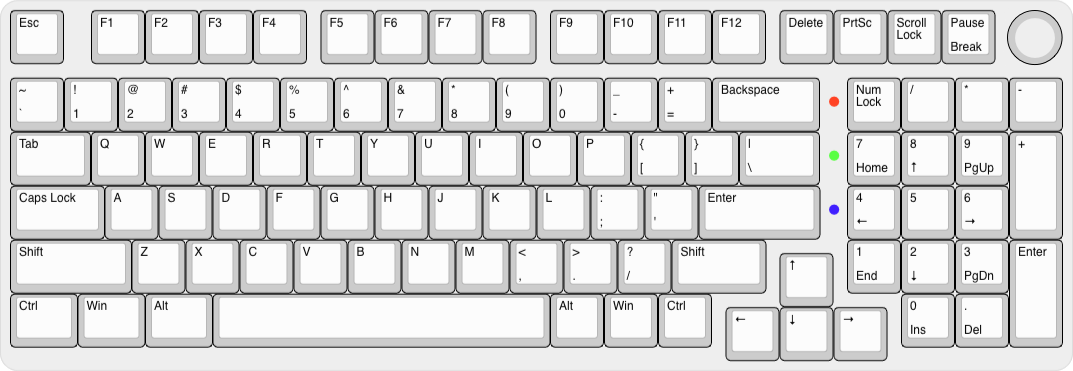 Esc F1 F2 F3 F4 F5 F6 F7 F8 F9 F10 F11 F12 Delete PrtSc Scroll Pause
Lock
Break
~ ! @ # $ % ^ & * ( ) _ + Backspace Num / * -
Lock
` 1 2 3 4 5 6 7 8 9 0 - =
Tab Q W E R T Y U I O P { } | 7 8 9 +
[ ] \ Home ↑ PgUp
Caps Lock A S D F G H J K L : " Enter 4 5 6
; ' ← →
Shift Z X C V B N M < > ? Shift 1 2 3 Enter
↑
, . / End ↓ PgDn
Ctrl Win Alt Alt Win Ctrl 0 .
← ↓ →
Ins Del